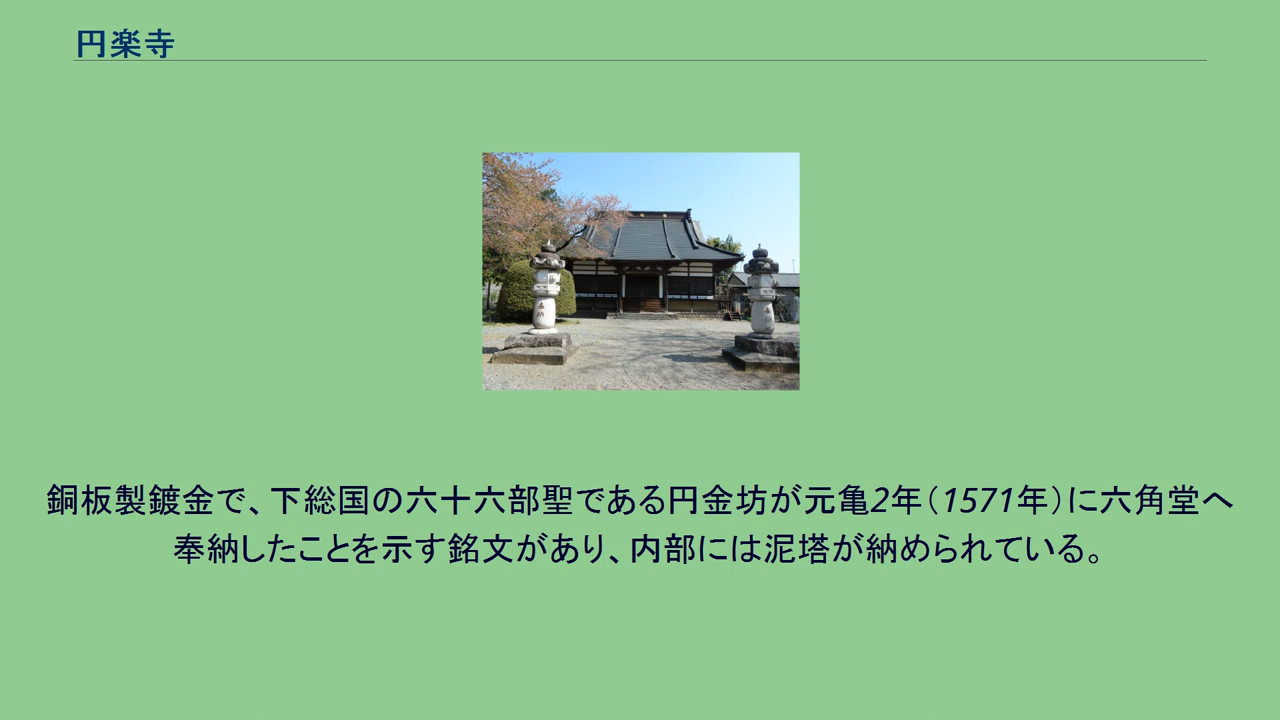 円楽寺
銅板製鍍金で、下総国の六十六部聖である円金坊が元亀2年（1571年）に六角堂へ
奉納したことを示す銘文があり、内部には泥塔が納められている。